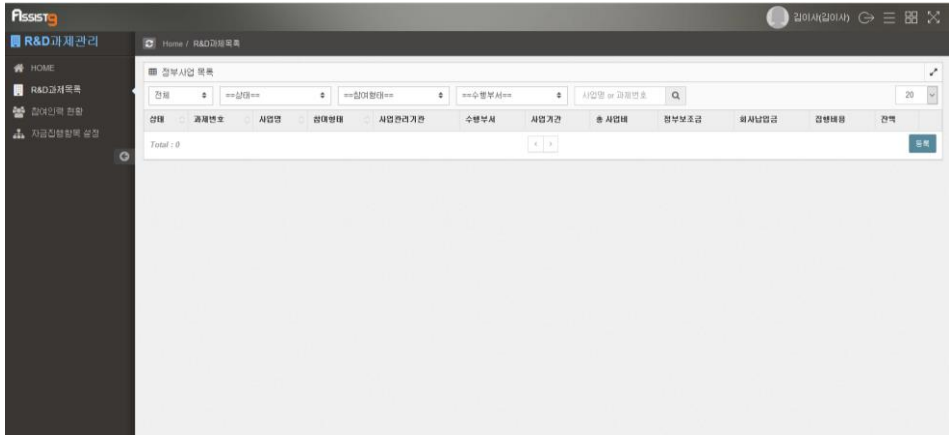 Assist9
김이사(김이사)
R&D과제관리
Home / R&D과제목록
HOME
R&D과제목록
참여인력 현황
자금집행항목 설정
정부사업 목록
전체 ==상태== ==참여형태== ==수행부서== 사업명 or 과제번호 20
상태 과제번호 사업명 참여형태 사업관리기관 수행부서 사업기간 총 사업비 정부보조금 회사납입금 집행비용 잔액
Total : 0 < > 등록